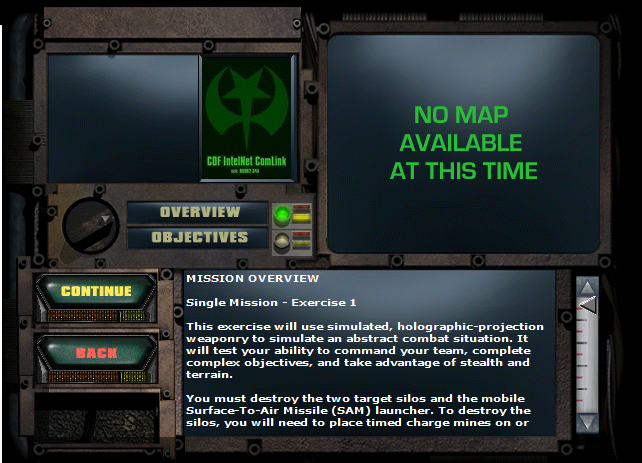 NO MAP
AVAILABLE
AT THIS TIME
CDF IntelNet ComLink
OVERVIEW
OBJECTIVES
CONTINUE
BACK
MISSION OVERVIEW
Single Mission - Exercise 1
This exercise will use simulated, holographic-projection
weaponry to simulate an abstract combat situation. It
will test your ability to command your team, complete
complex objectives, and take advantage of stealth and
terrain.
You must destroy the two target silos and the mobile
Surface-To-Air Missile (SAM) launcher. To destroy the
silos, you will need to place timed charge mines on or